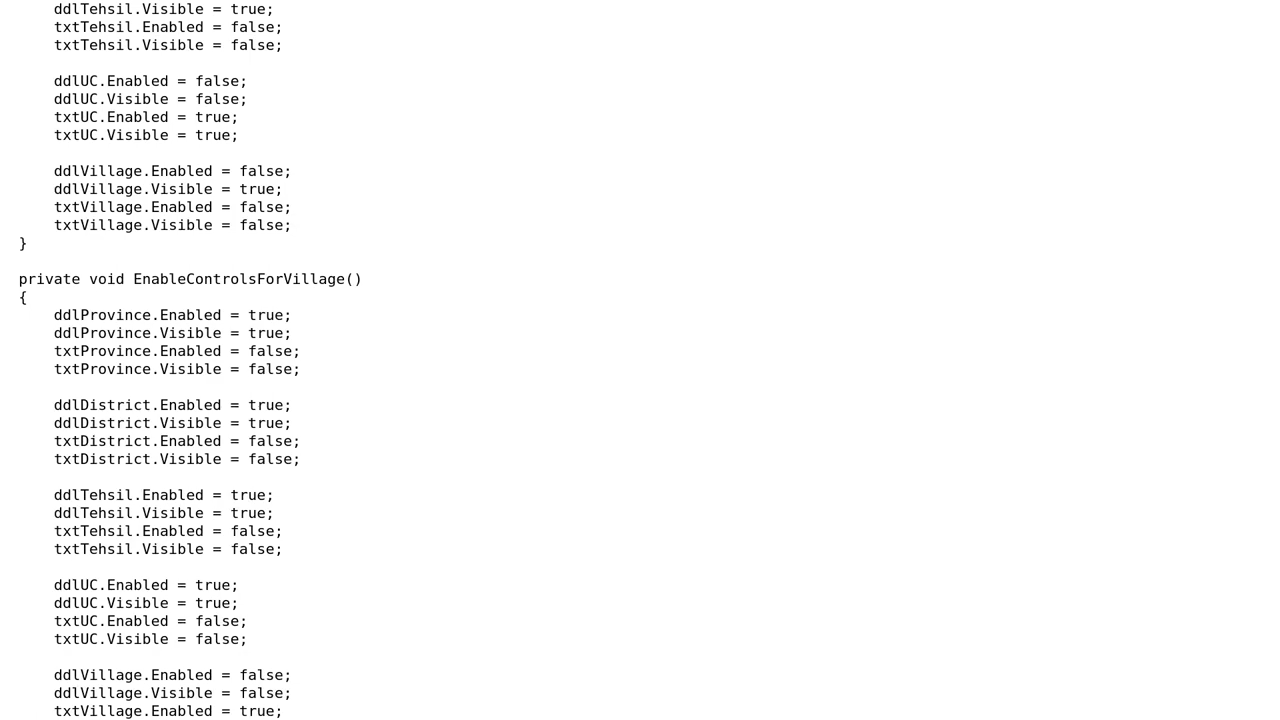 ddlTehsil.Visible = true;
txtTehsil.Enabled = false;
txtTehsil.Visible = false;

ddlUC.Enabled = false;
ddlUC.Visible = false;
txtUC.Enabled = true;
txtUC.Visible = true;

ddlVillage.Enabled = false;
ddlVillage.Visible = true;
txtVillage.Enabled = false;
txtVillage.Visible = false;
}

private void EnableControlsForVillage()
{
ddlProvince.Enabled = true;
ddlProvince.Visible = true;
txtProvince.Enabled = false;
txtProvince.Visible = false;

ddlDistrict.Enabled = true;
ddlDistrict.Visible = true;
txtDistrict.Enabled = false;
txtDistrict.Visible = false;

ddlTehsil.Enabled = true;
ddlTehsil.Visible = true;
txtTehsil.Enabled = false;
txtTehsil.Visible = false;

ddlUC.Enabled = true;
ddlUC.Visible = true;
txtUC.Enabled = false;
txtUC.Visible = false;

ddlVillage.Enabled = false;
ddlVillage.Visible = false;
txtVillage.Enabled = true;